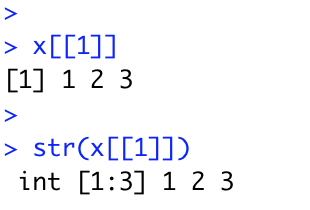 >
> x[[1]]
[1] 1 2 3
>
> str(x[[1]])
 int [1:3] 1 2 3